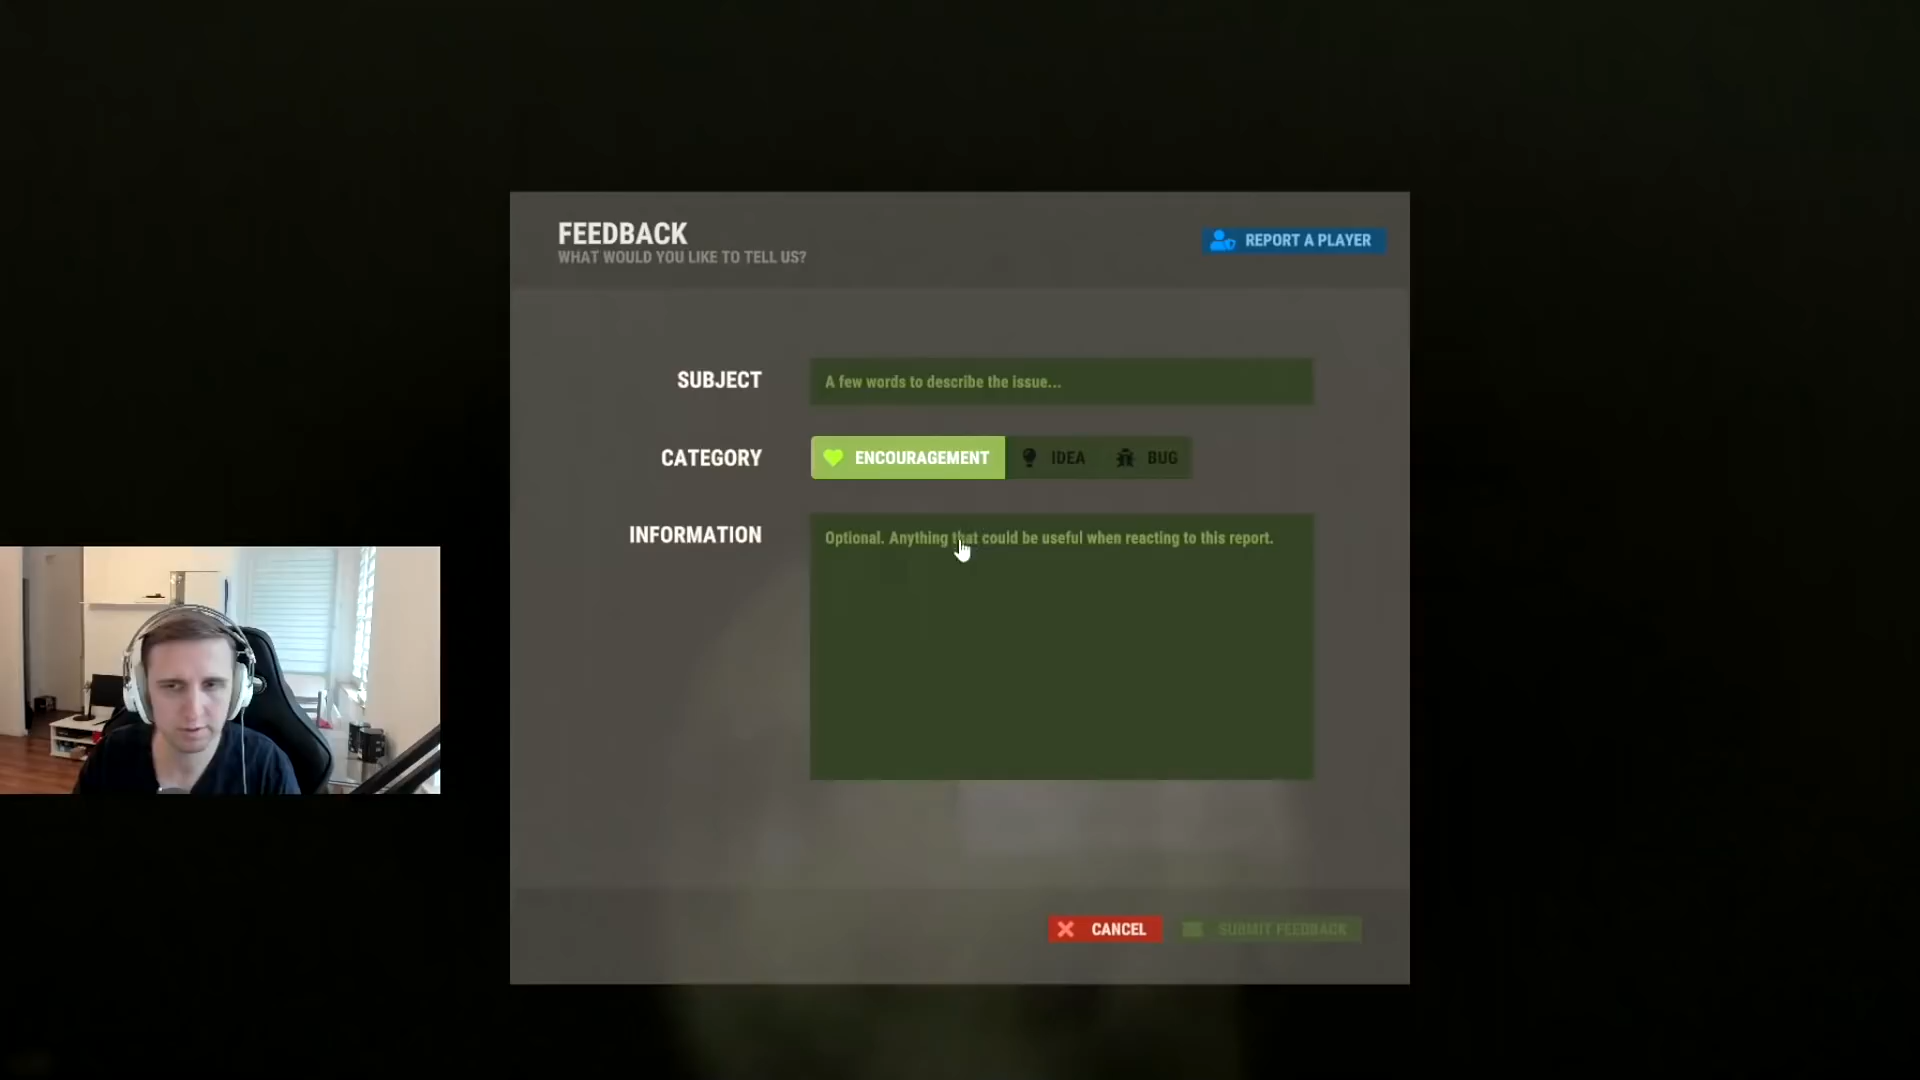 FEEDBACK
WHAT WOULD YOU LIKE TO TELL US?
REPORT A PLAYER
SUBJECT
A few words to describe the issue...
CATEGORY
ENCOURAGEMENT
IDEA
BUG
INFORMATION
Optional. Anything that could be useful when reacting to this report.
CANCEL
SUBMIT FEEDBACK